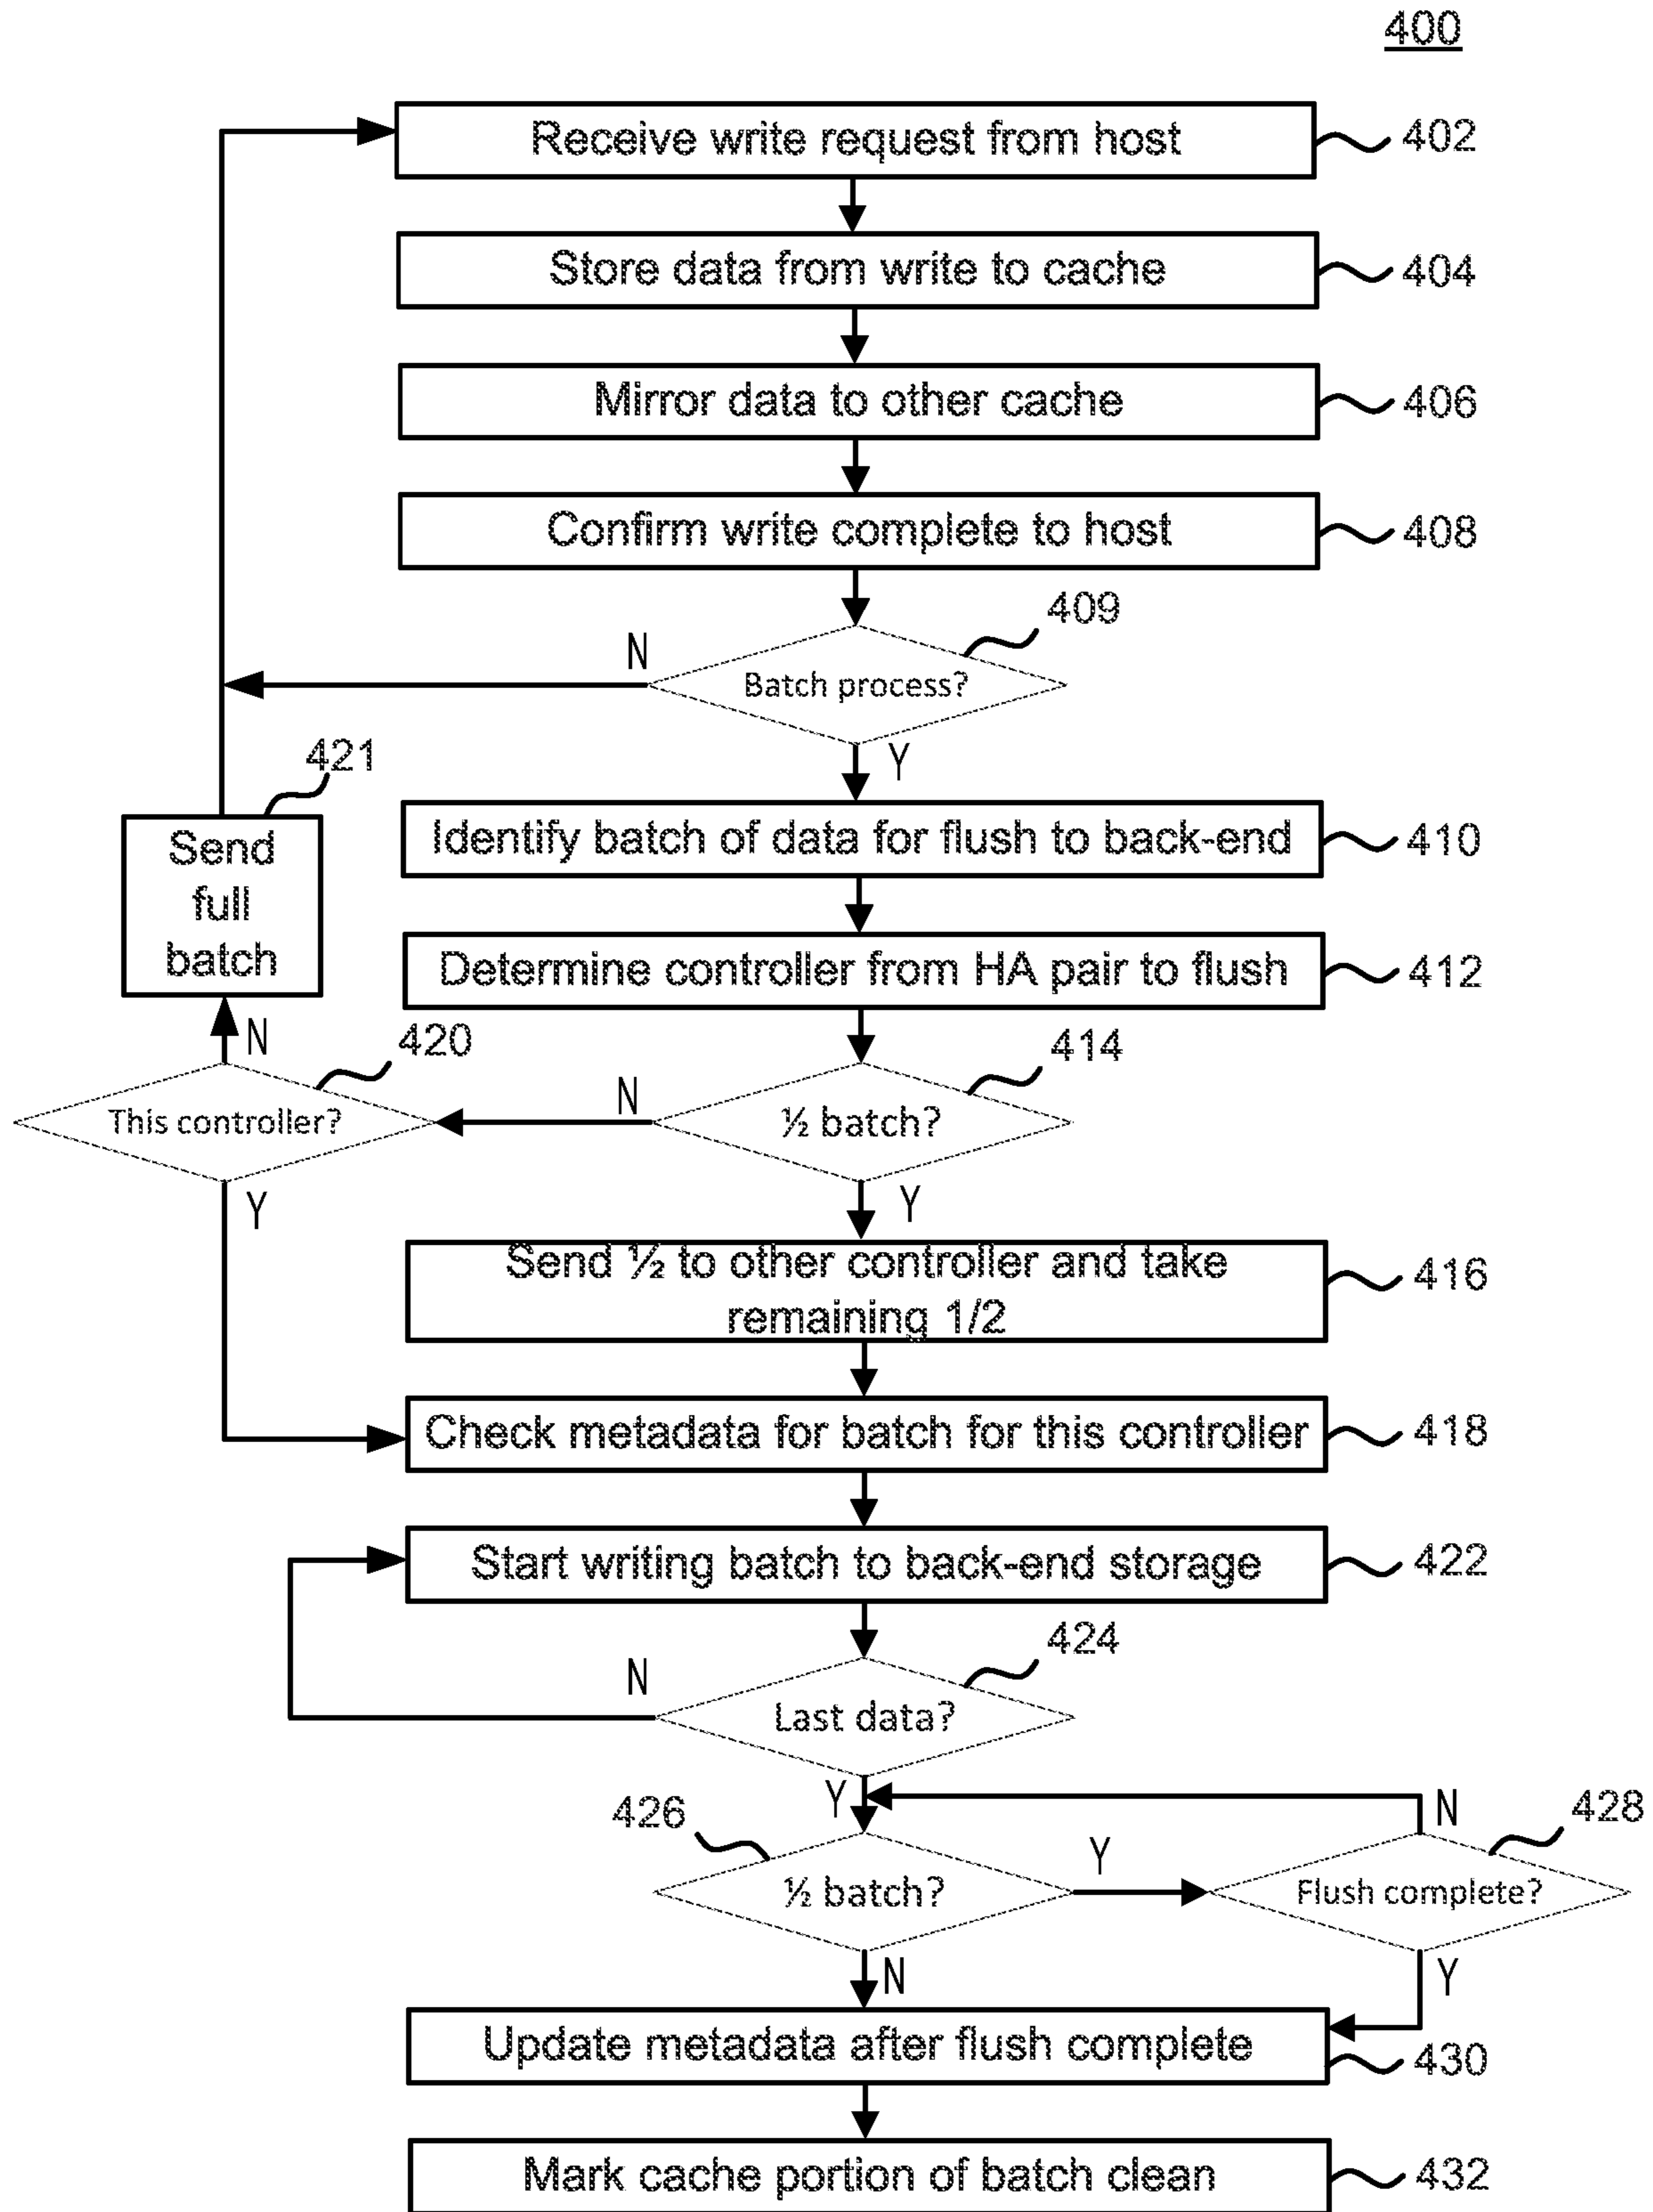 400
Receive write request from host
402
Store data from write to cache
404
Mirror data to other cache
406
Confirm write complete to host
408
409
N
Batch process?
Y
421
Send
full
batch
Identify batch of data for flush to back-end
410
Determine controller from HA pair to flush
412
N
420
414
This controller?
N
½ batch?
Y
Y
Send ½ to other controller and take
remaining 1/2
416
Check metadata for batch for this controller
418
Start writing batch to back-end storage
422
424
N
Last data?
Y
426
N
428
½ batch?
Y
Flush complete?
N
Y
Update metadata after flush complete
430
Mark cache portion of batch clean
432